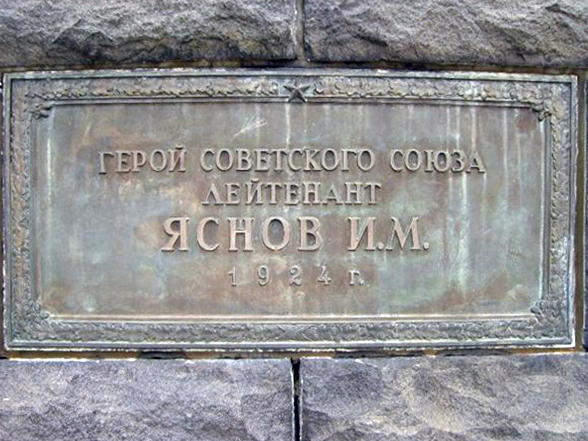 ГЕРОЙ СОВЕТСКОГО СОЮЗА
ЛЕЙТЕНАНТ
ЯСНОВ И.М.
1924 г.